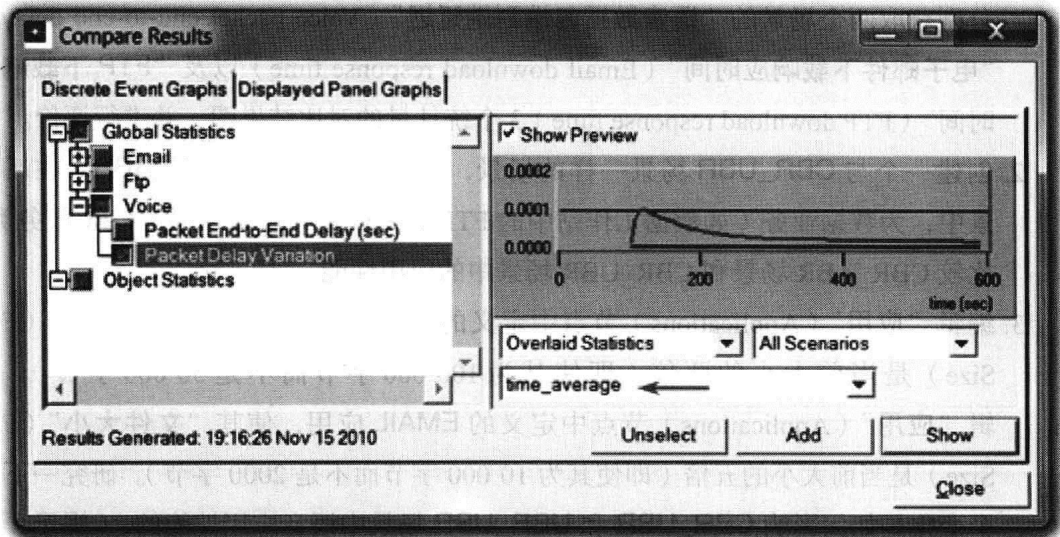 Compare Results
Discrete Event Graphs
Displayed Panel Graphs
Global Statistics
Email
Ftp
Voice
Packet End-to-End Delay (sec)
Packet Delay Variation
Object Statistics
Show Preview
0.0002
0.0001
0.0000
0
200
400
600
time (sec)
Overlaid Statistics
All Scenarios
time_average
Results Generated: 19:16:26 Nov 15 2010
Unselect
Add
Show
Close